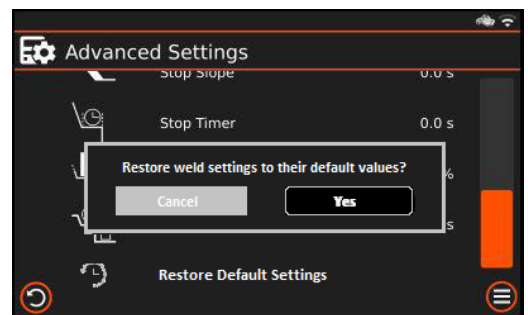 Advanced Settings
Stop Slope 0.0 s
Stop Timer 0.0 s
Restore weld settings to their default values?
%
Cancel Yes
s
Restore Default Settings